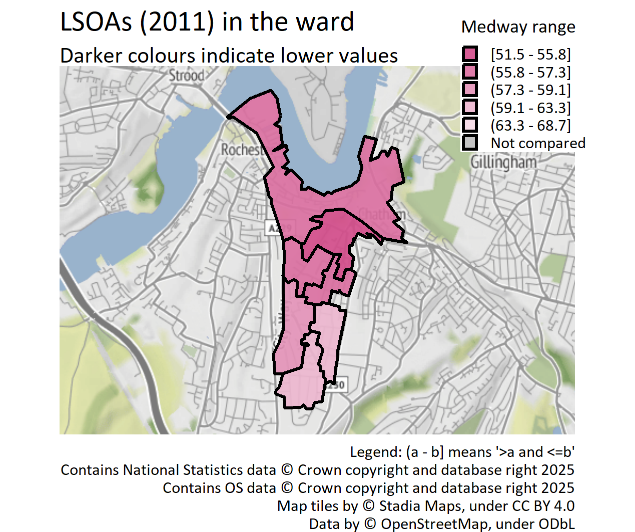 LSOAs (2011) in the ward
Darker colours indicate lower values
Medway range
[51.5 - 55.8]
(55.8 - 57.3]
(57.3 - 59.1]
(59.1 - 63.3]
(63.3 - 68.7]
Not compared
Strood
Gillingham
Legend: (a - b] means '>a and <=b'
Contains National Statistics data © Crown copyright and database right 2025
Contains OS data © Crown copyright and database right 2025
Map tiles by © Stadia Maps, under CC BY 4.0
Data by © OpenStreetMap, under ODbL